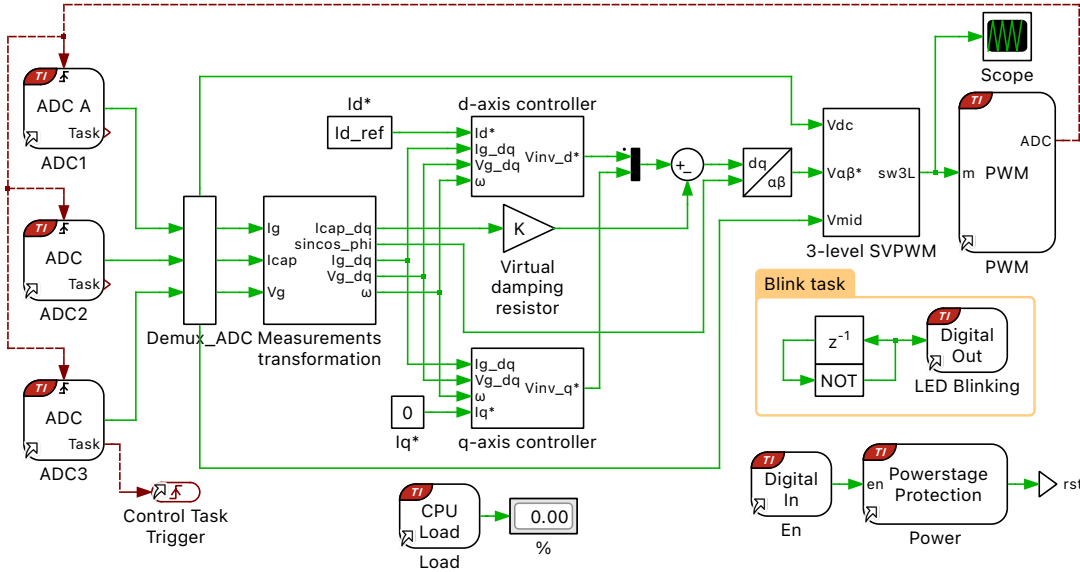 TI
ADC A
Task
ADC1
TI
ADC
Task
ADC2
TI
ADC
Task
ADC3
Control Task
Trigger
Demux_ADC
Ig
Icap
Vg
Icap_dq
sincos_phi
Ig_dq
Vg_dq
ω
Measurements
transformation
Id*
Id_ref
d-axis controller
Id*
Ig_dq
Vg_dq
ω
Vinv_d*
K
Virtual
damping
resistor
Ig_dq
Vg_dq
ω
Iq*
Vinv_q*
q-axis controller
0
Iq*
+
−
dq
αβ
Vdc
Vαβ*
Vmid
sw3L
3-level SVPWM
Scope
TI
m
PWM
ADC
PWM
Blink task
z-1
NOT
TI
Digital
Out
LED Blinking
TI
CPU
Load
Load
0.00
%
TI
Digital
In
En
TI
en
Powerstage
Protection
Power
rst